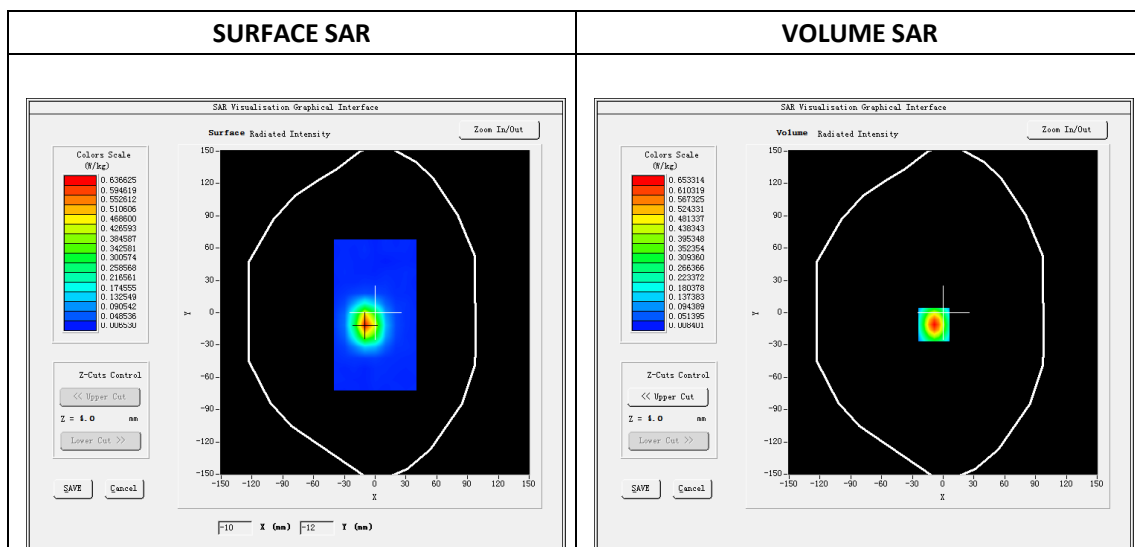 SURFACE SAR
VOLUME SAR
SAR Visualisation Graphical Interface
Surface Radiated Intensity
Zoom In/Out
Colors Scale
(W/kg)
0.636625
0.594619
0.552612
0.510606
0.468600
0.426593
0.384587
0.342581
0.300574
0.258568
0.216561
0.174555
0.132549
0.090542
0.048536
0.006530
150
120
90
60
30
0
-30
-60
-90
-120
-150
Y
-150 -120 -90 -60 -30 0 30 60 90 120 150
X
Z-Cuts Control
<< Upper Cut
Z = 4.0 mm
Lower Cut >>
SAVE Cancel
-10 X (mm) -12 Y (mm)
SAR Visualisation Graphical Interface
Volume Radiated Intensity
Zoom In/Out
Colors Scale
(W/kg)
0.653314
0.610319
0.567325
0.524331
0.481337
0.438343
0.395348
0.352354
0.309360
0.266366
0.223372
0.180378
0.137383
0.094389
0.051395
0.008401
150
120
90
60
30
0
-30
-60
-90
-120
-150
Y
-150 -120 -90 -60 -30 0 30 60 90 120 150
X
Z-Cuts Control
<< Upper Cut
Z = 4.0 mm
Lower Cut >>
SAVE Cancel